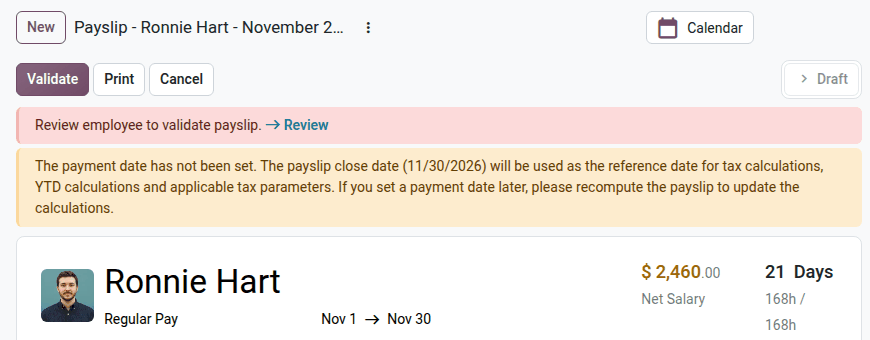 New Payslip - Ronnie Hart - November 2... Calendar
Validate Print Cancel Draft
Review employee to validate payslip. → Review
The payment date has not been set. The payslip close date (11/30/2026) will be used as the reference date for tax calculations,
YTD calculations and applicable tax parameters. If you set a payment date later, please recompute the payslip to update the
calculations.
Ronnie Hart $ 2,460.00 21 Days
Net Salary 168h /
Regular Pay Nov 1 → Nov 30 168h